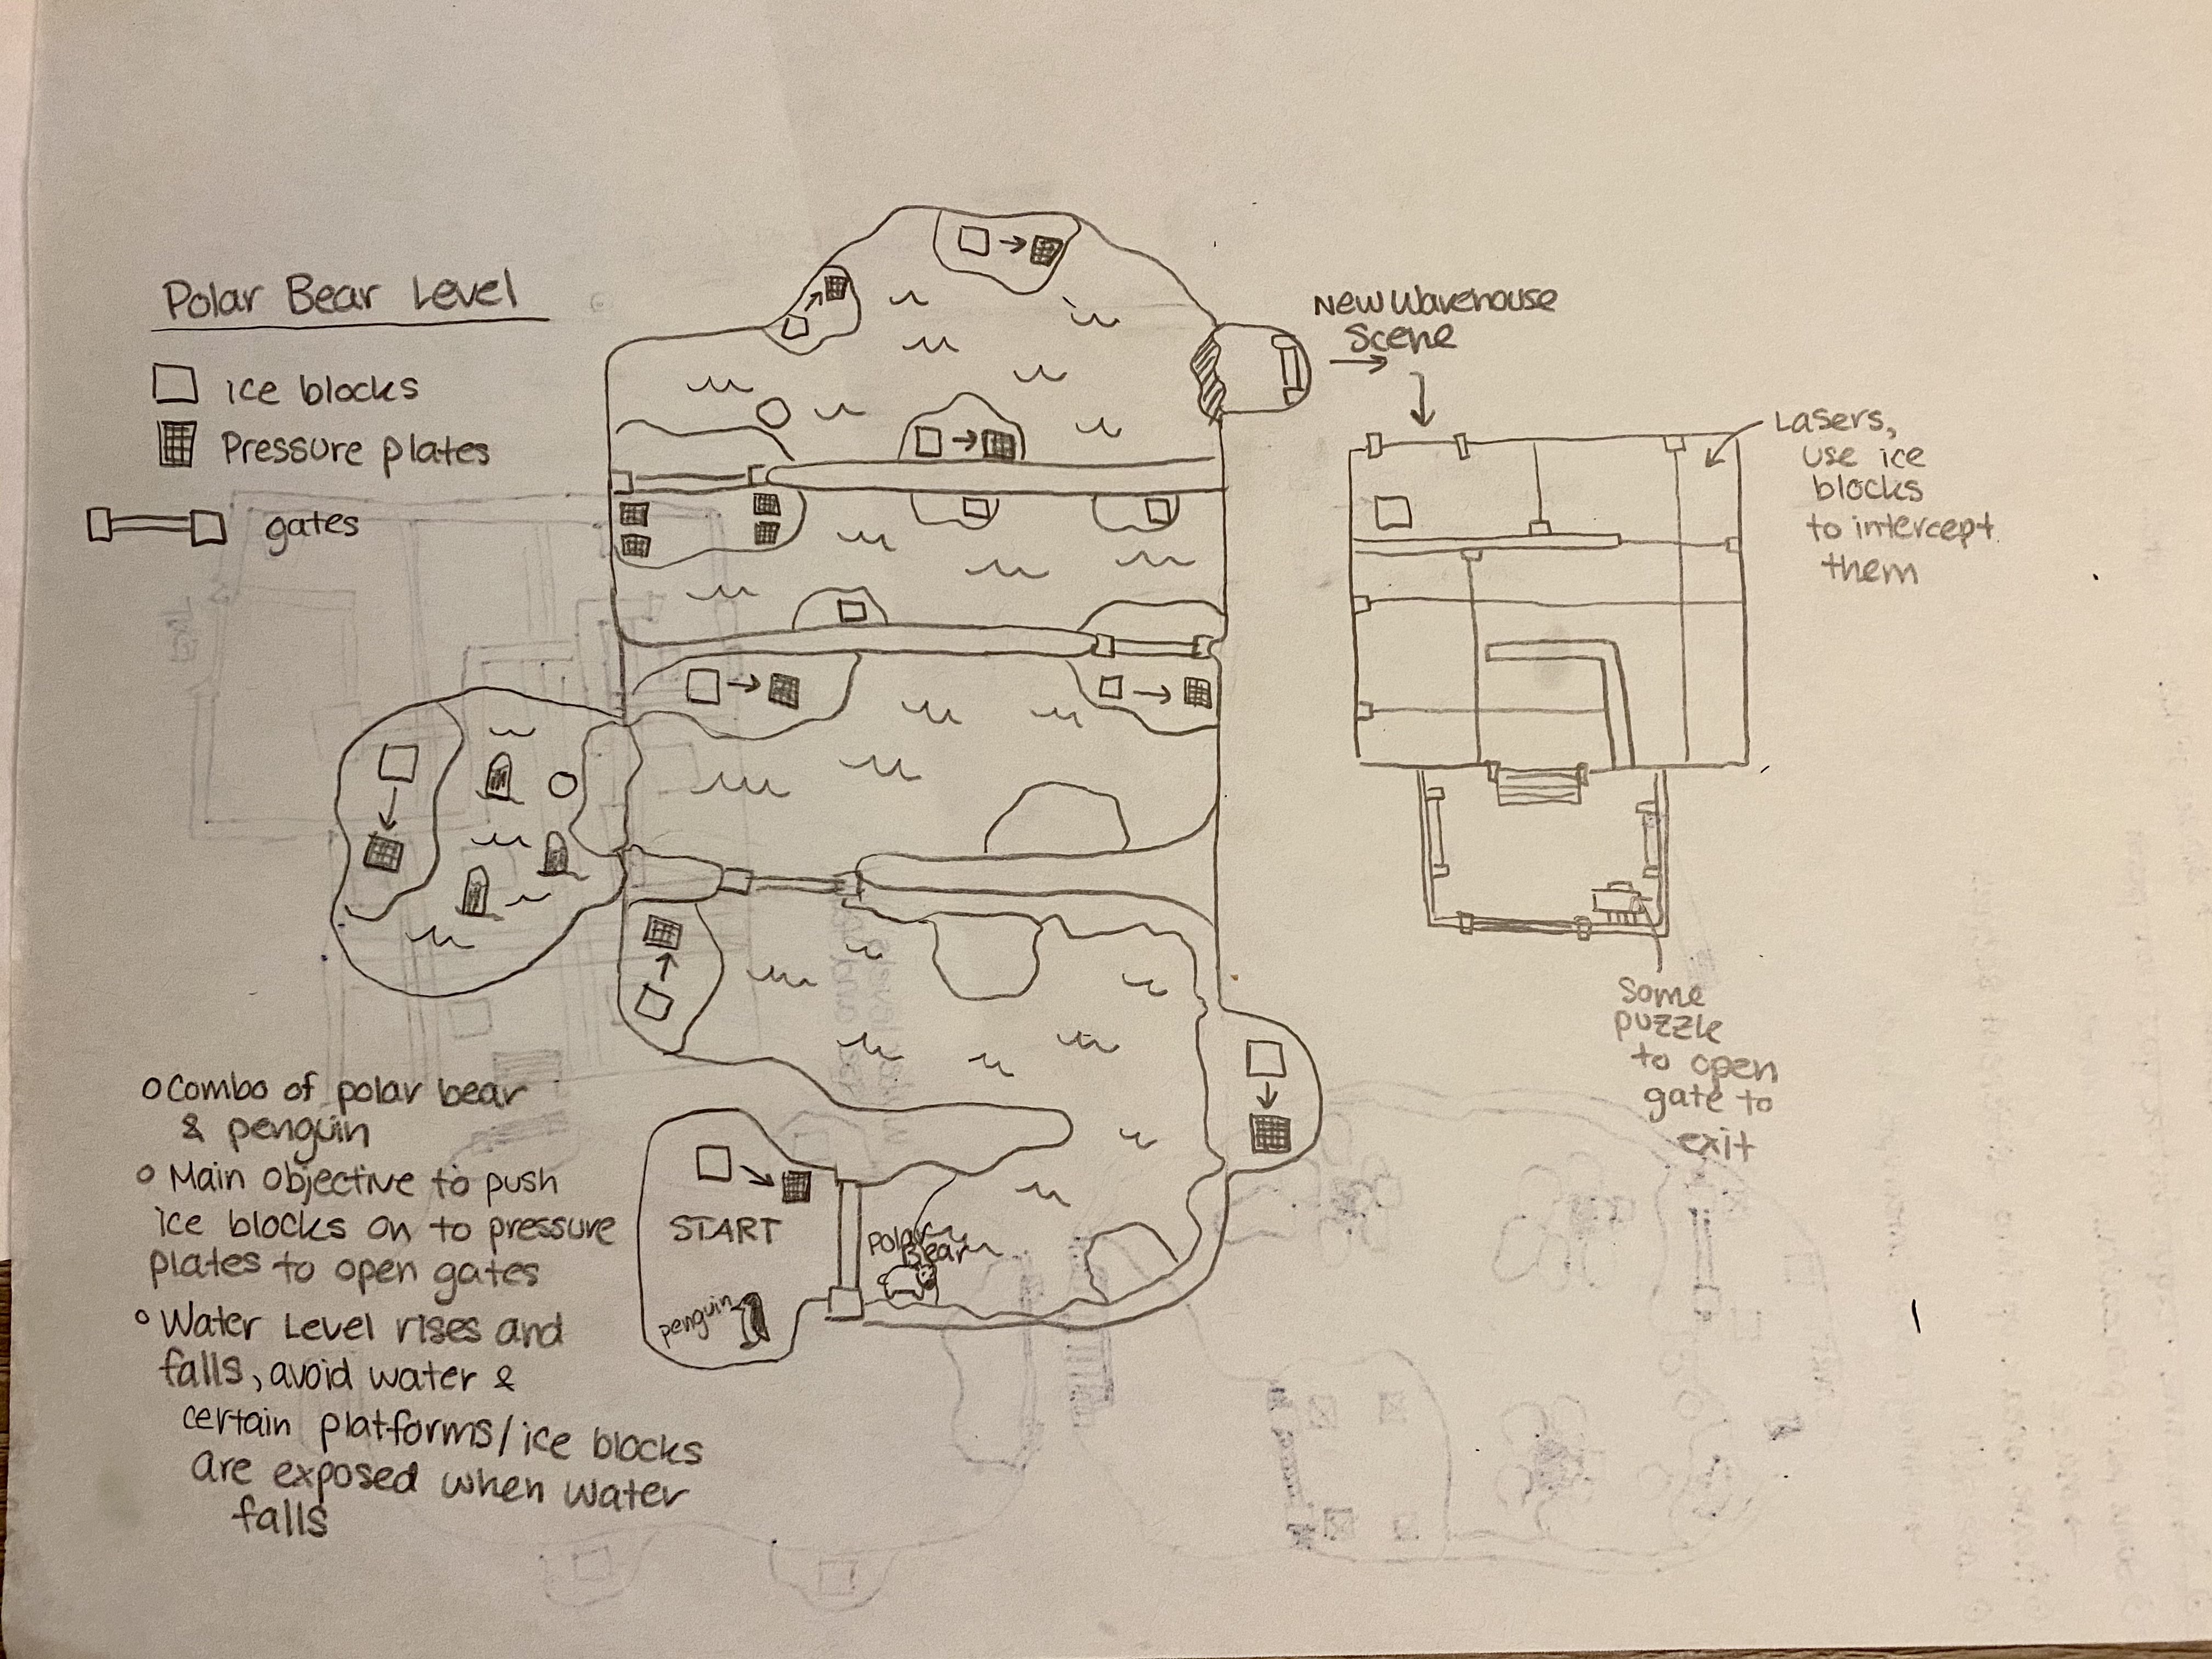 Polar Bear Level
ice blocks
Pressure plates
gates
New Warehouse
Scene
Lasers,
use ice
blocks
to intercept
them
Some
puzzle
to open
gate to
exit
START
penguin
Polar
Bear
Combo of polar bear
& penguin
Main objective to push
ice blocks on to pressure
plates to open gates
Water Level rises and
falls, avoid water &
certain platforms/ice blocks
are exposed when water
falls